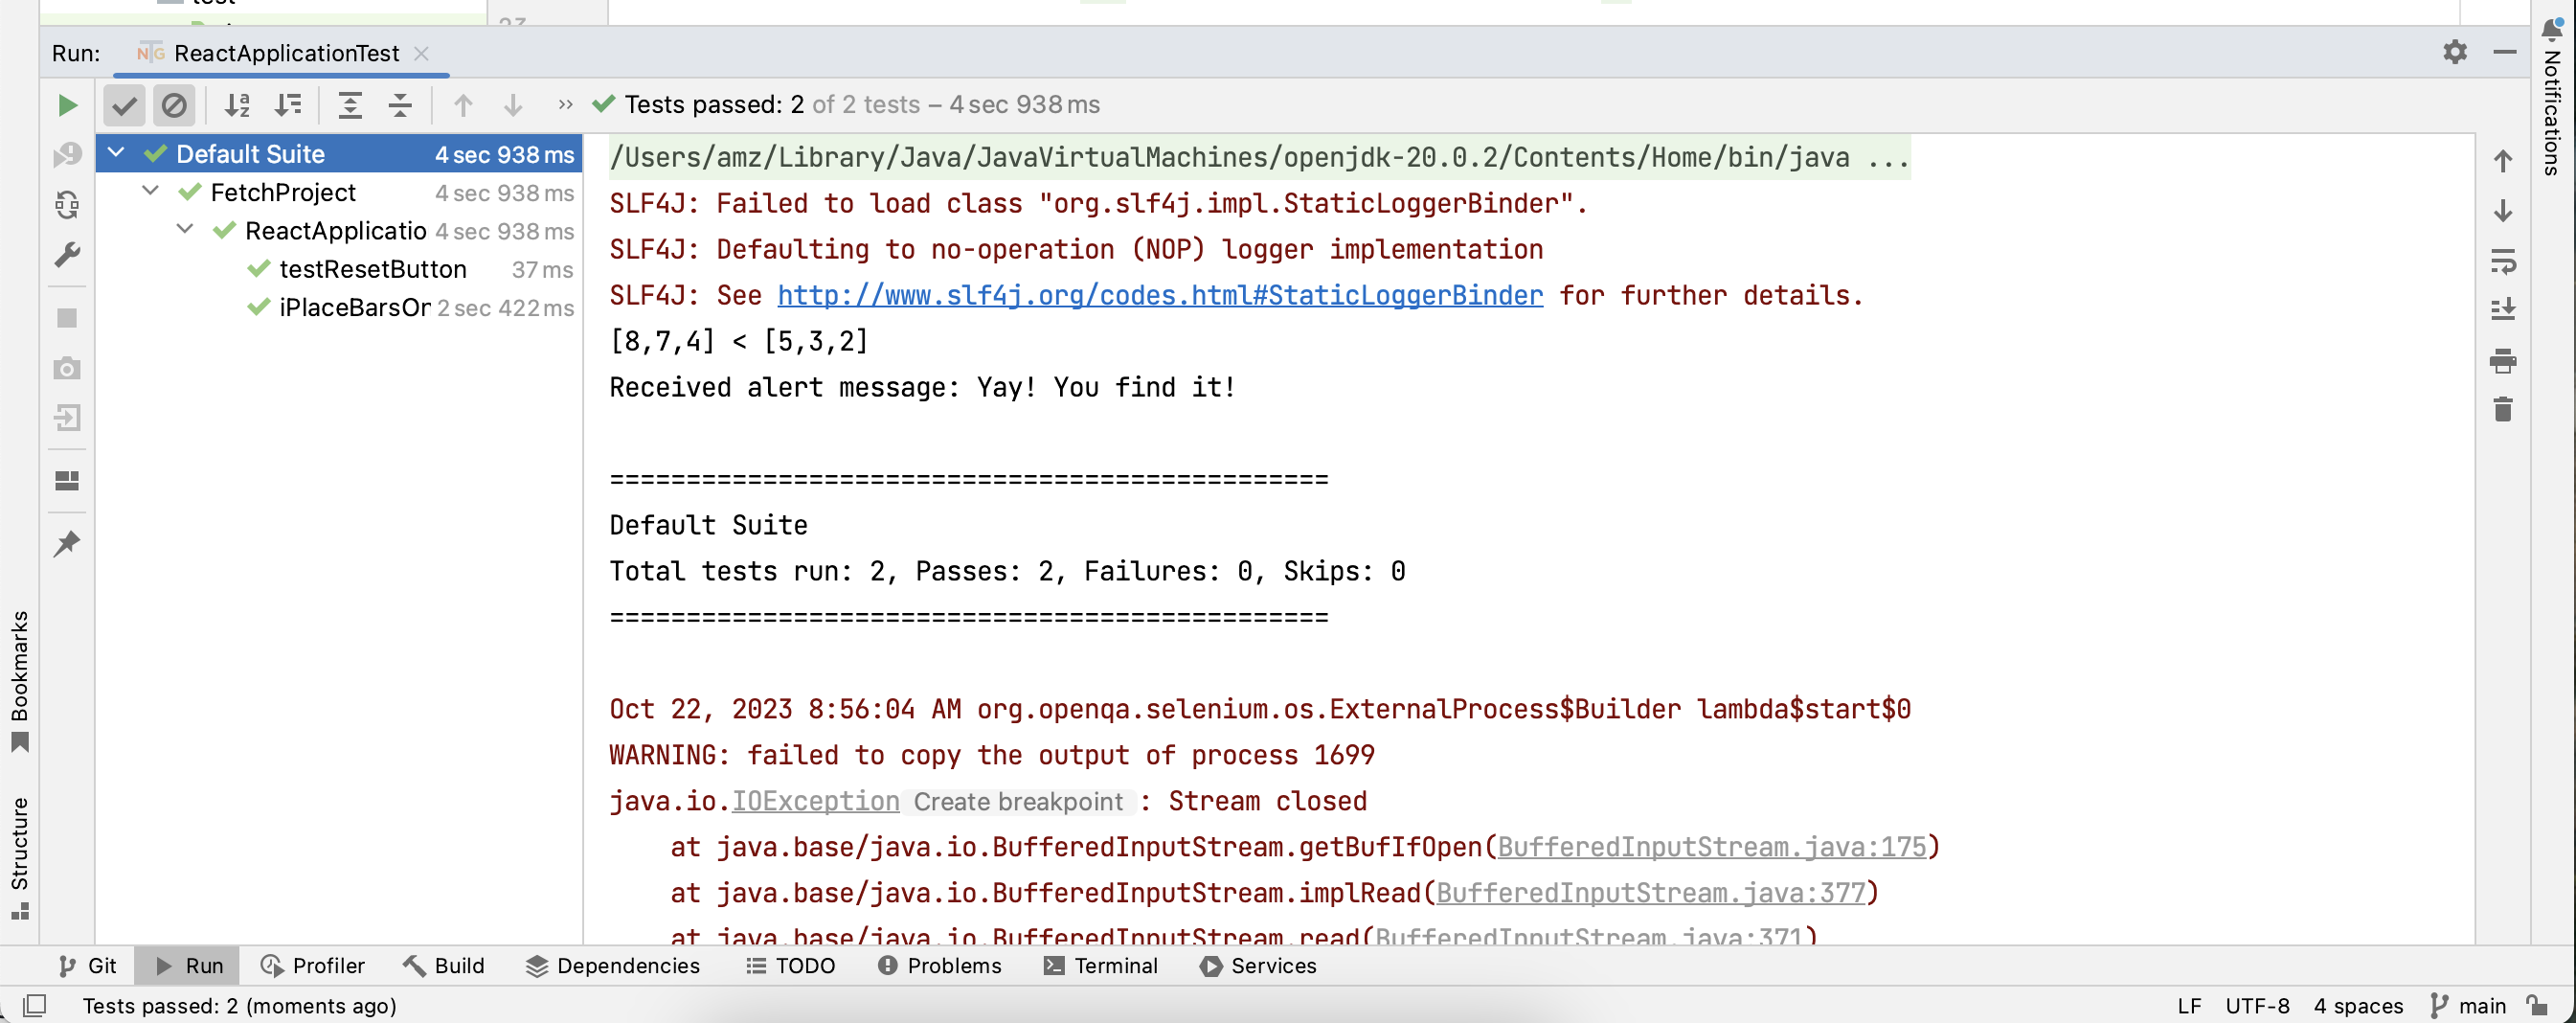 test
23
Run: NTG ReactApplicationTest
Tests passed: 2 of 2 tests – 4 sec 938 ms
Default Suite 4 sec 938 ms
FetchProject 4 sec 938 ms
ReactApplicatio 4 sec 938 ms
testResetButton 37 ms
iPlaceBarsOr 2 sec 422 ms
/Users/amz/Library/Java/JavaVirtualMachines/openjdk-20.0.2/Contents/Home/bin/java ...
SLF4J: Failed to load class "org.slf4j.impl.StaticLoggerBinder".
SLF4J: Defaulting to no-operation (NOP) logger implementation
SLF4J: See http://www.slf4j.org/codes.html#StaticLoggerBinder for further details.
[8,7,4] < [5,3,2]
Received alert message: Yay! You find it!
===============================================
Default Suite
Total tests run: 2, Passes: 2, Failures: 0, Skips: 0
===============================================
Oct 22, 2023 8:56:04 AM org.openqa.selenium.os.ExternalProcess$Builder lambda$start$0
WARNING: failed to copy the output of process 1699
java.io.IOException Create breakpoint : Stream closed
at java.base/java.io.BufferedInputStream.getBufIfOpen(BufferedInputStream.java:175)
at java.base/java.io.BufferedInputStream.implRead(BufferedInputStream.java:377)
at java.base/java.io.BufferedInputStream.read(BufferedInputStream.java:371)
Notifications
Bookmarks
Structure
Git Run Profiler Build Dependencies TODO Problems Terminal Services
Tests passed: 2 (moments ago)
LF UTF-8 4 spaces main